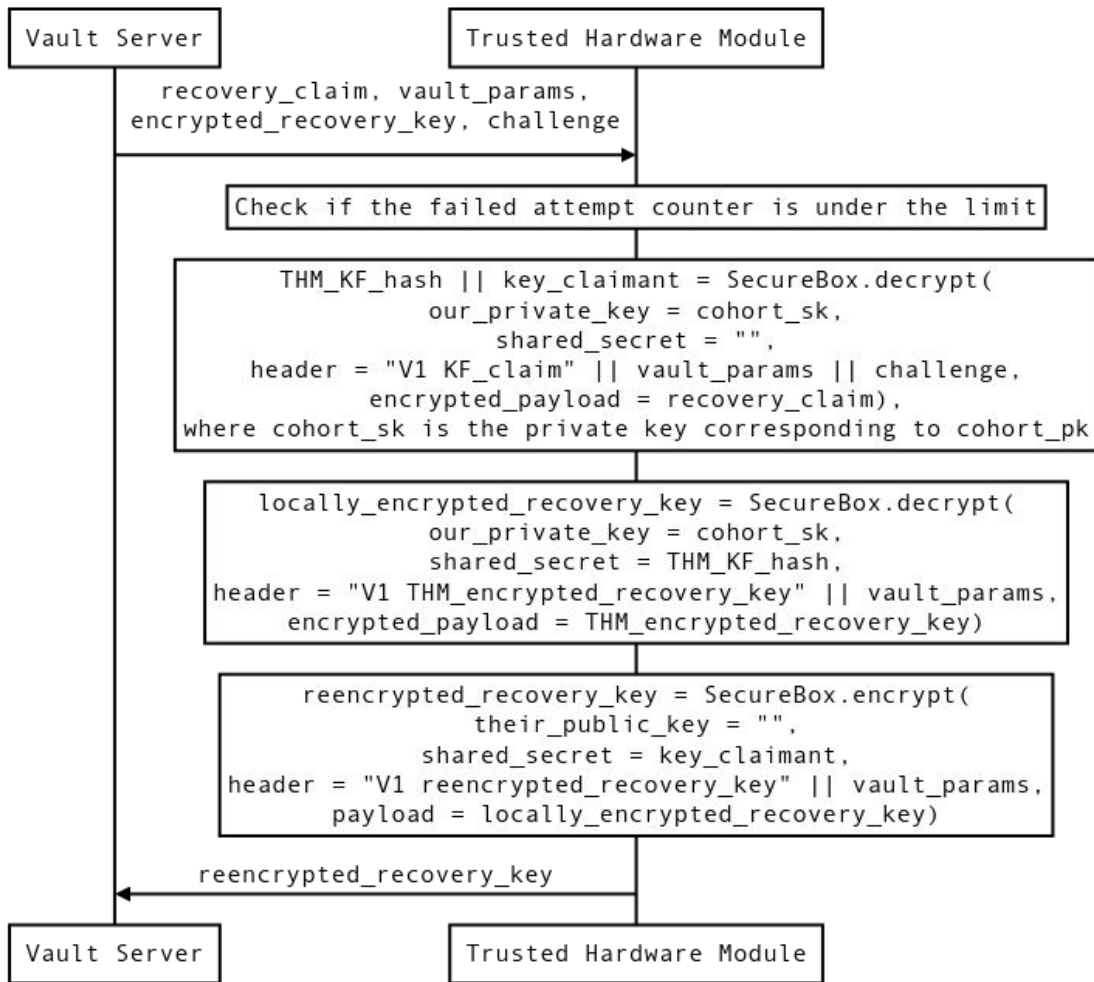 Vault Server
Trusted Hardware Module
recovery_claim, vault_params,
encrypted_recovery_key, challenge
Check if the failed attempt counter is under the limit
THM_KF_hash || key_claimant = SecureBox.decrypt(
our_private_key = cohort_sk,
shared_secret = "",
header = "V1 KF_claim" || vault_params || challenge,
encrypted_payload = recovery_claim),
where cohort_sk is the private key corresponding to cohort_pk
locally_encrypted_recovery_key = SecureBox.decrypt(
our_private_key = cohort_sk,
shared_secret = THM_KF_hash,
header = "V1 THM_encrypted_recovery_key" || vault_params,
encrypted_payload = THM_encrypted_recovery_key)
reencrypted_recovery_key = SecureBox.encrypt(
their_public_key = "",
shared_secret = key_claimant,
header = "V1 reencrypted_recovery_key" || vault_params,
payload = locally_encrypted_recovery_key)
reencrypted_recovery_key
Vault Server
Trusted Hardware Module